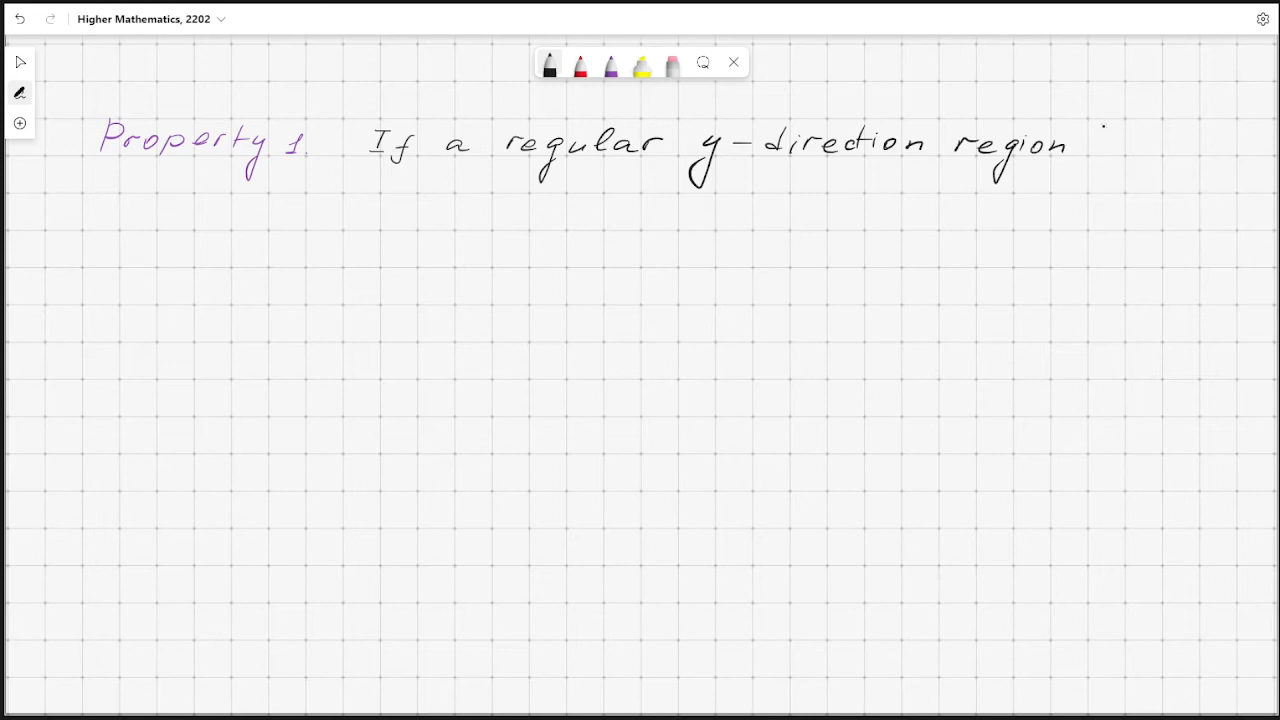 Higher Mathematics, 2202
Property 1. If a regular y-direction region